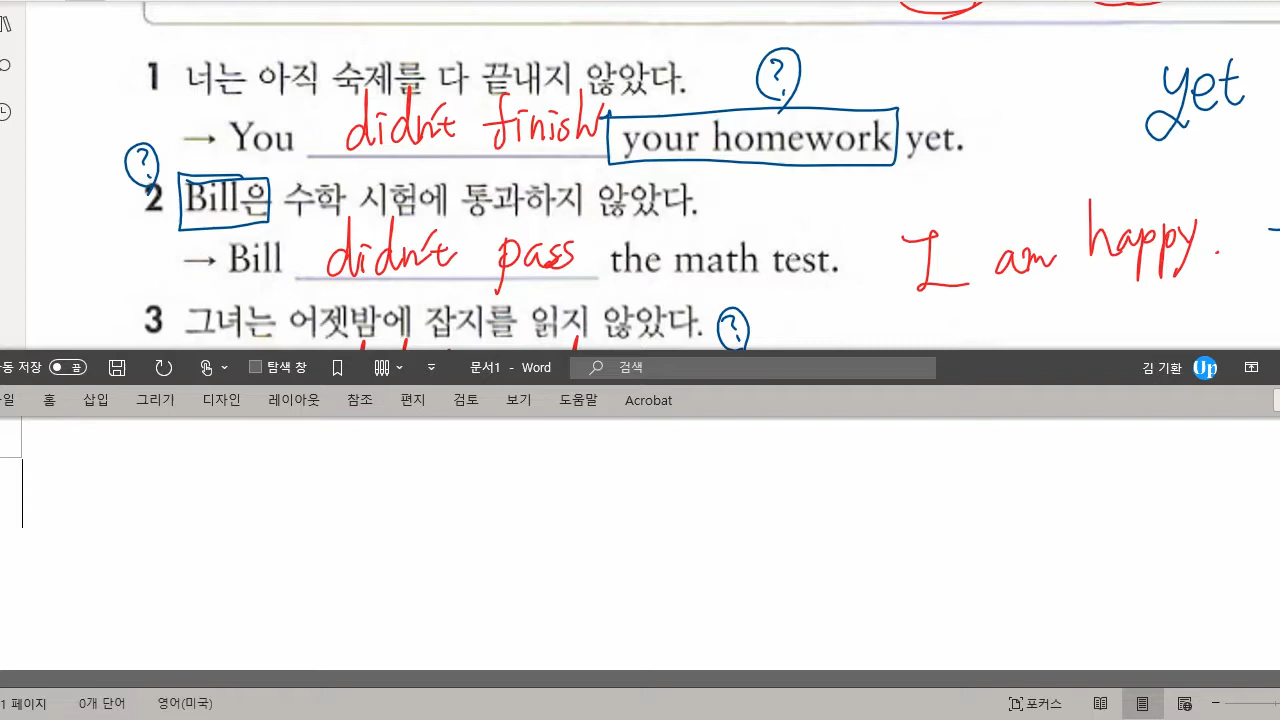 1 너는 아직 숙제를 다 끝내지 않았다. ?
→ You didn't finish your homework yet. yet
?
2 Bill은 수학 시험에 통과하지 않았다.
→ Bill didn't pass the math test. I am happy.
3 그녀는 어젯밤에 잡지를 읽지 않았다. ?
동 저장 끔 탐색 창 문서1 - Word 검색 김 기환 Up
일 홈 삽입 그리기 디자인 레이아웃 참조 편지 검토 보기 도움말 Acrobat
1 페이지 0개 단어 영어(미국) 포커스